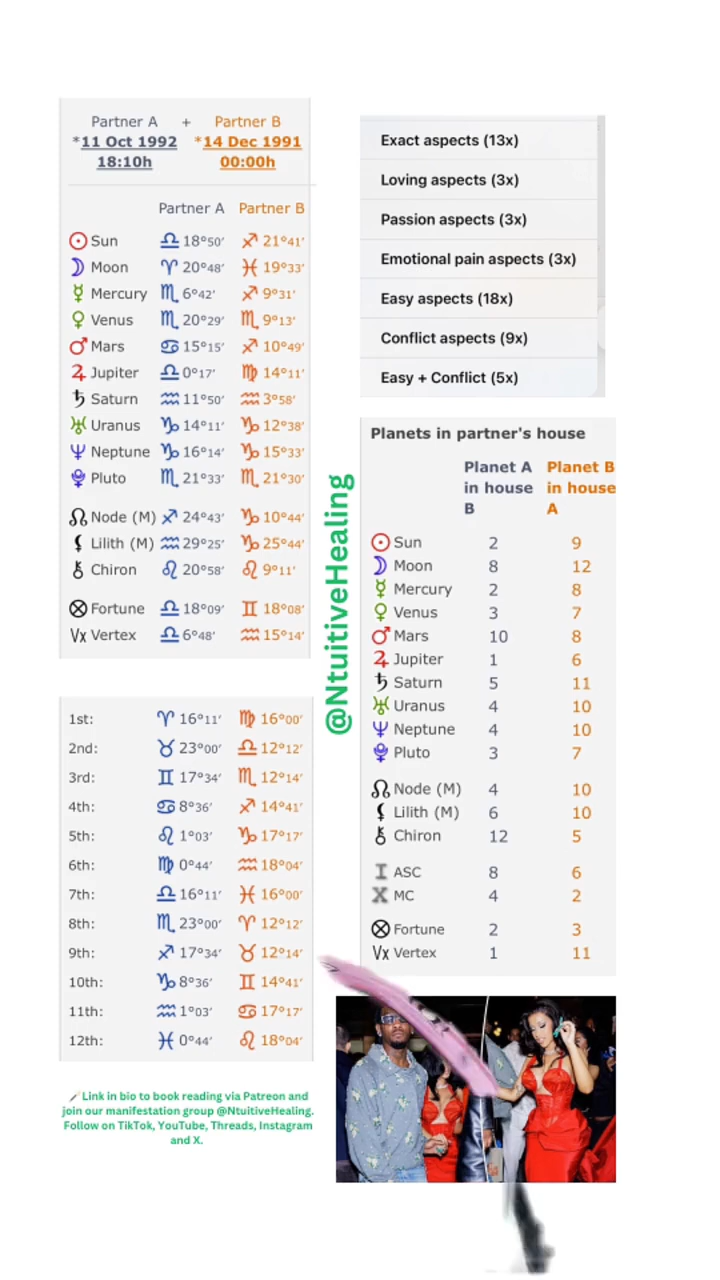 Partner A + Partner B
*11 Oct 1992 *14 Dec 1991
18:10h 00:00h
Partner A Partner B
☉ Sun ♎ 18°50′ ♐ 21°41′
☽ Moon ♈ 20°48′ ♓ 19°33′
☿ Mercury ♏ 6°42′ ♐ 9°31′
♀ Venus ♏ 20°29′ ♏ 9°13′
♂ Mars ♋ 15°15′ ♐ 10°49′
♃ Jupiter ♎ 0°17′ ♍ 14°11′
♄ Saturn ♒ 11°50′ ♒ 3°58′
♅ Uranus ♑ 14°11′ ♑ 12°38′
♆ Neptune ♑ 16°14′ ♑ 15°33′
Pluto ♏ 21°33′ ♏ 21°30′
☊ Node (M) ♐ 24°43′ ♑ 10°44′
⚸ Lilith (M) ♒ 29°25′ ♑ 25°44′
⚷ Chiron ♌ 20°58′ ♌ 9°11′
⊗ Fortune ♎ 18°09′ ♊ 18°08′
Vx Vertex ♎ 6°48′ ♒ 15°14′
1st: ♈ 16°11′ ♍ 16°00′
2nd: ♉ 23°00′ ♎ 12°12′
3rd: ♊ 17°34′ ♏ 12°14′
4th: ♋ 8°36′ ♐ 14°41′
5th: ♌ 1°03′ ♑ 17°17′
6th: ♍ 0°44′ ♒ 18°04′
7th: ♎ 16°11′ ♓ 16°00′
8th: ♏ 23°00′ ♈ 12°12′
9th: ♐ 17°34′ ♉ 12°14′
10th: ♑ 8°36′ ♊ 14°41′
11th: ♒ 1°03′ ♋ 17°17′
12th: ♓ 0°44′ ♌ 18°04′
Link in bio to book reading via Patreon and
join our manifestation group @NtuitiveHealing.
Follow on TikTok, YouTube, Threads, Instagram
and X.
@NtuitiveHealing
Exact aspects (13x)
Loving aspects (3x)
Passion aspects (3x)
Emotional pain aspects (3x)
Easy aspects (18x)
Conflict aspects (9x)
Easy + Conflict (5x)
Planets in partner's house
Planet A Planet B
in house in house
B A
☉ Sun 2 9
☽ Moon 8 12
☿ Mercury 2 8
♀ Venus 3 7
♂ Mars 10 8
♃ Jupiter 1 6
♄ Saturn 5 11
♅ Uranus 4 10
♆ Neptune 4 10
Pluto 3 7
☊ Node (M) 4 10
⚸ Lilith (M) 6 10
⚷ Chiron 12 5
I ASC 8 6
X MC 4 2
⊗ Fortune 2 3
Vx Vertex 1 11